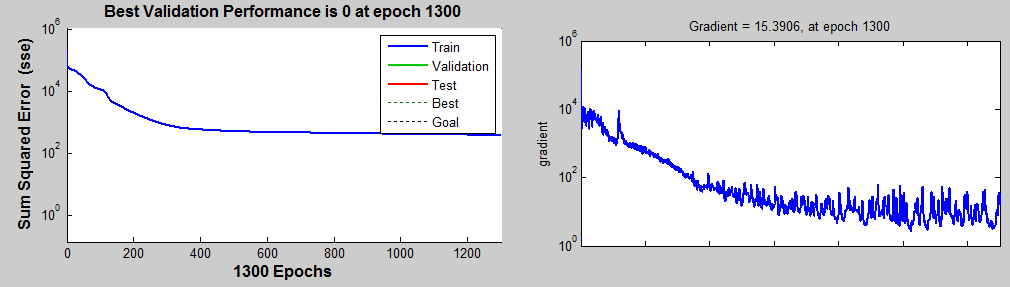 Best Validation Performance is 0 at epoch 1300
Sum Squared Error (sse)
10^6
10^4
10^2
10^0
Train
Validation
Test
Best
Goal
0 200 400 600 800 1000 1200
1300 Epochs
Gradient = 15.3906, at epoch 1300
gradient
10^6
10^4
10^2
10^0